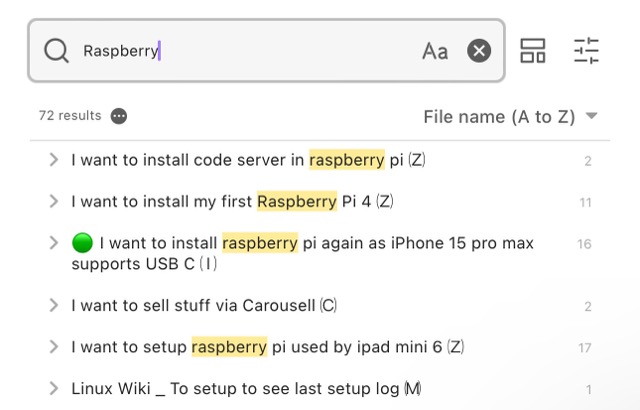 Raspberry
Aa
72 results
File name (A to Z)
I want to install code server in raspberry pi (Z)
2
I want to install my first Raspberry Pi 4 (Z)
11
I want to install raspberry pi again as iPhone 15 pro max
16
supports USB C (I)
I want to sell stuff via Carousell (C)
2
I want to setup raspberry pi used by ipad mini 6 (Z)
17
Linux Wiki _ To setup to see last setup log (M)
1